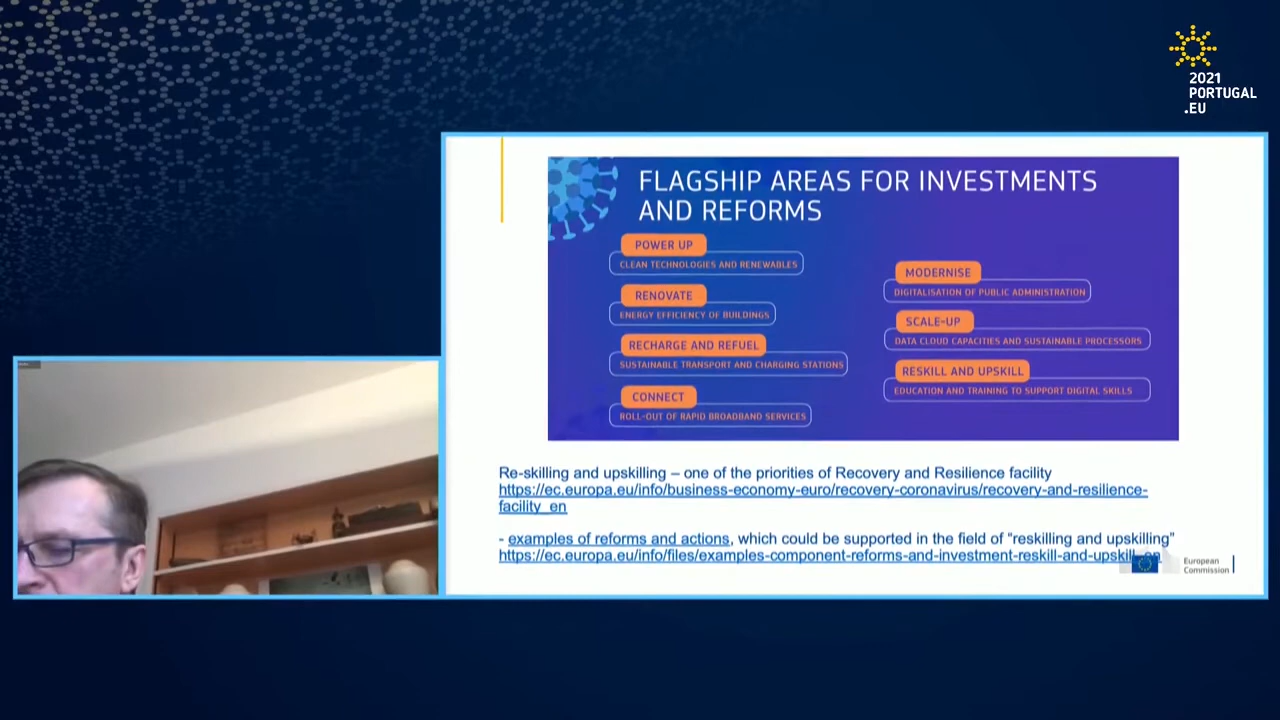 2021
PORTUGAL
.EU
FLAGSHIP AREAS FOR INVESTMENTS
AND REFORMS
POWER UP
CLEAN TECHNOLOGIES AND RENEWABLES
RENOVATE
ENERGY EFFICIENCY OF BUILDINGS
RECHARGE AND REFUEL
SUSTAINABLE TRANSPORT AND CHARGING STATIONS
CONNECT
ROLL-OUT OF RAPID BROADBAND SERVICES
MODERNISE
DIGITALISATION OF PUBLIC ADMINISTRATION
SCALE-UP
DATA CLOUD CAPACITIES AND SUSTAINABLE PROCESSORS
RESKILL AND UPSKILL
EDUCATION AND TRAINING TO SUPPORT DIGITAL SKILLS
Re-skilling and upskilling – one of the priorities of Recovery and Resilience facility
https://ec.europa.eu/info/business-economy-euro/recovery-coronavirus/recovery-and-resilience-
facility_en
- examples of reforms and actions, which could be supported in the field of "reskilling and upskilling"
https://ec.europa.eu/info/files/examples-component-reforms-and-investment-reskill-and-upskill_en
European
Commission